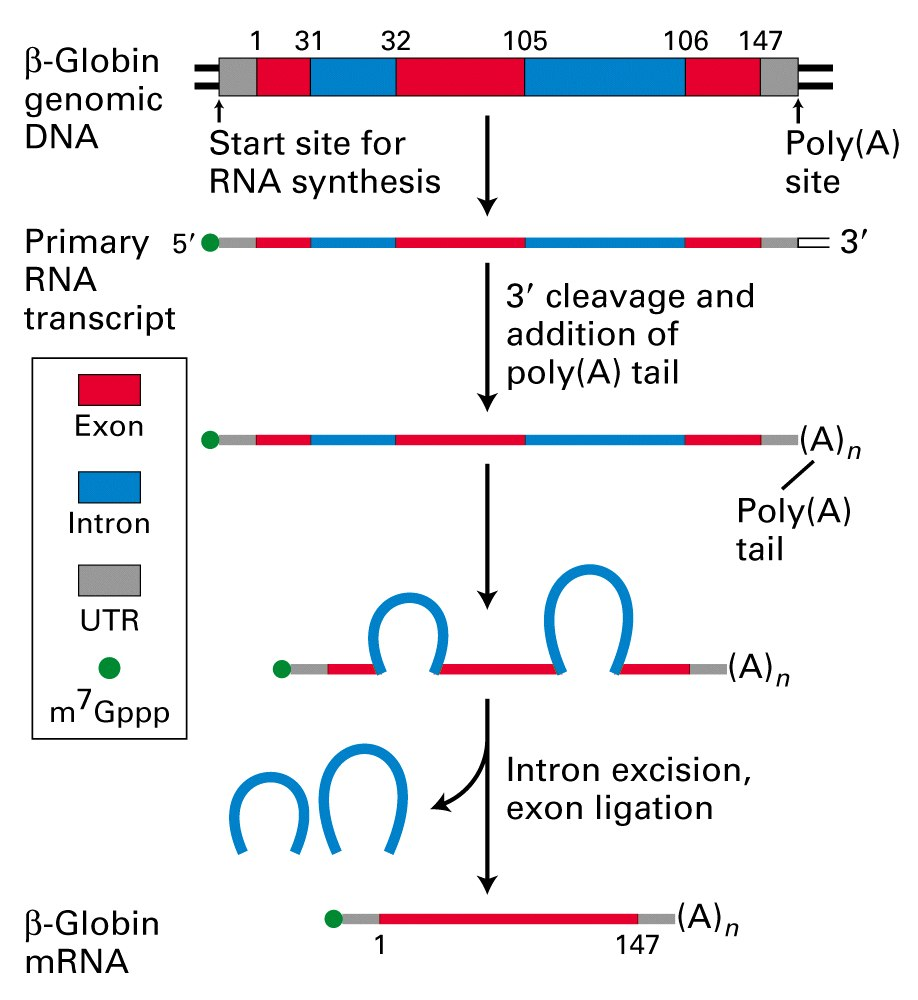 1 31 32 105 106 147
β-Globin
genomic
DNA
Start site for
RNA synthesis
Poly(A)
site
Primary
RNA
transcript
5′
3′
3′ cleavage and
addition of
poly(A) tail
Exon
Intron
UTR
m⁷Gppp
(A)ₙ
Poly(A)
tail
(A)ₙ
Intron excision,
exon ligation
β-Globin
mRNA
(A)ₙ
1 147